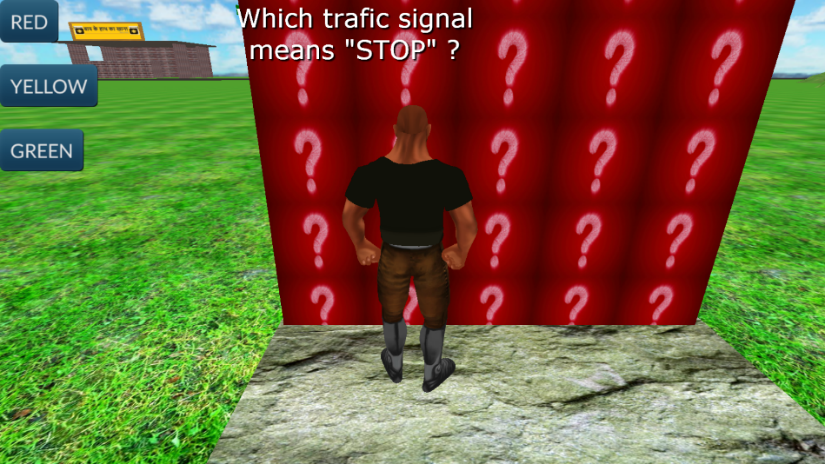 RED
YELLOW
GREEN
Which trafic signal
means "STOP" ?